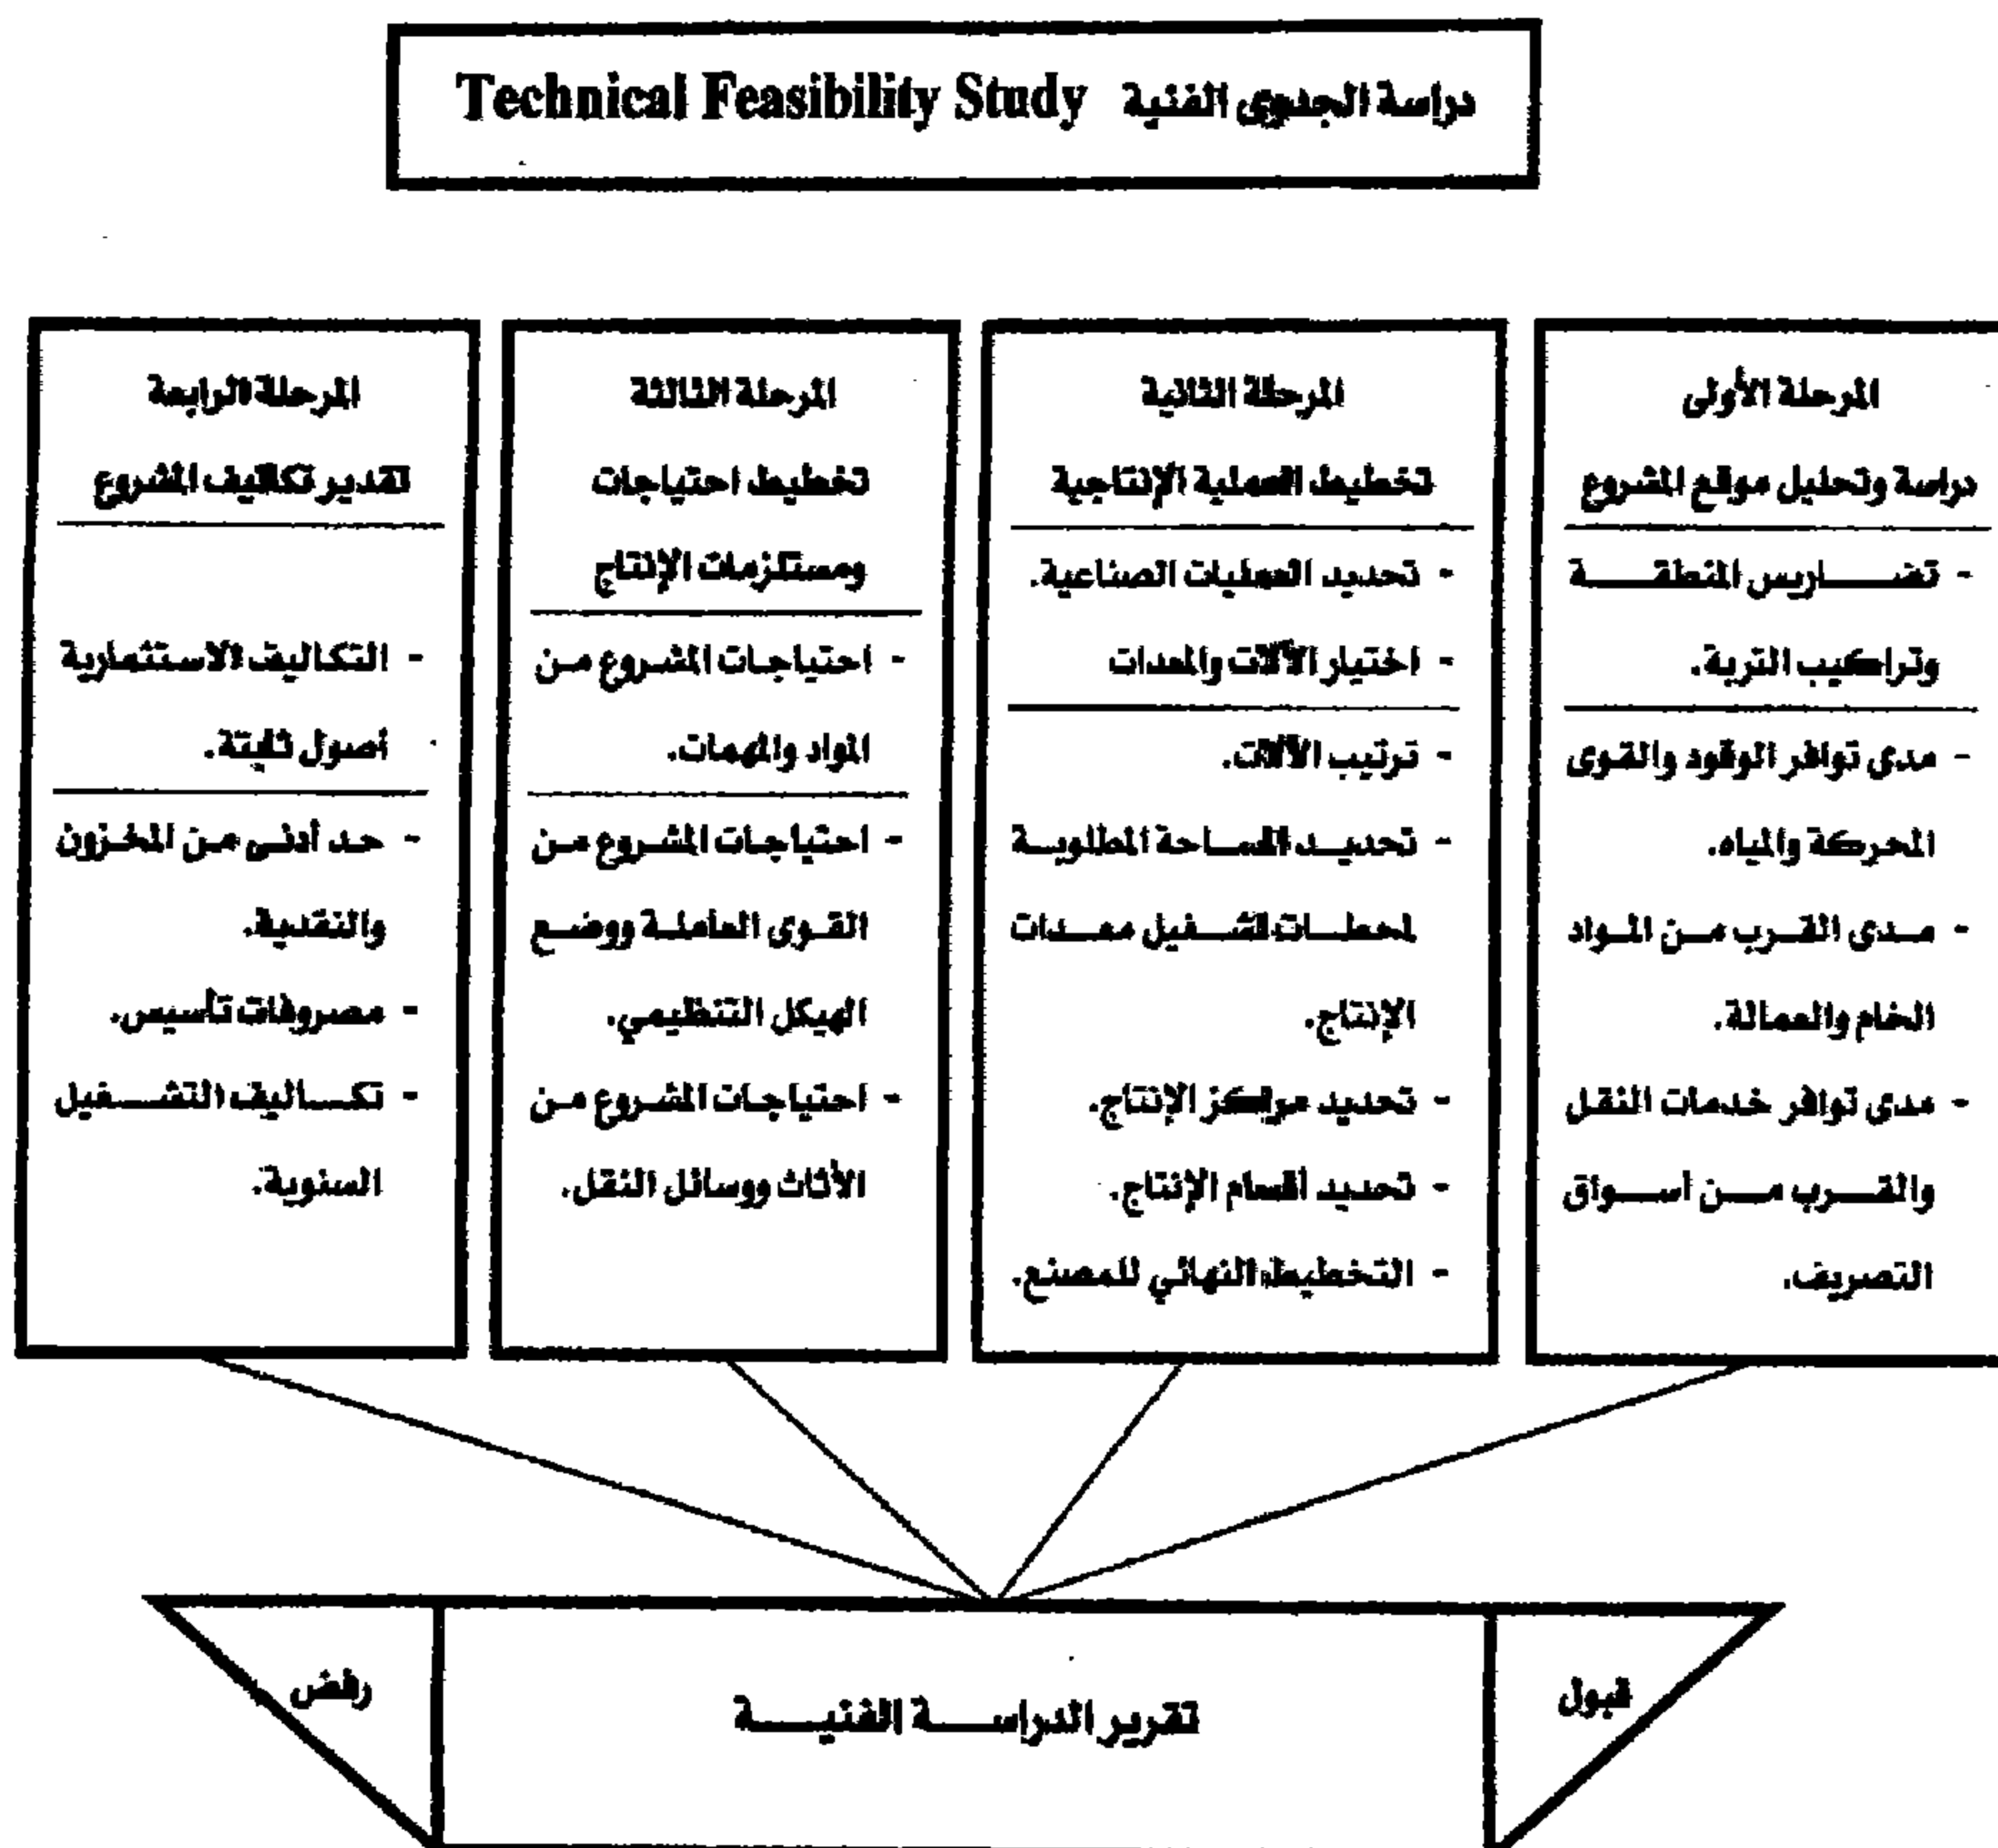 دراسة الجدوى الفنية Technical Feasibility Study
المرحلة الأولى
دراسة وتحليل موقع المشروع
- تضاريس المنطقة
وتراكيب التربة.
- مدى توافر الوقود والقوى
المحركة والمياه.
- مدى القرب من المواد
الخام والعمالة.
- مدى توافر خدمات النقل
والقرب من أسواق
التصريف.
المرحلة الثانية
تخطيط العملية الإنتاجية
- تحديد العمليات الصناعية.
- اختيار الآلات والمعدات
- ترتيب الآلات.
- تحديد المساحة المطلوبة
لمحطات تشغيل معدات
الإنتاج.
- تحديد مراكز الإنتاج.
- تحديد أقسام الإنتاج.
- التخطيط النهائي للمصنع.
المرحلة الثالثة
تخطيط احتياجات
ومستلزمات الإنتاج
- احتياجات المشروع من
المواد والمهمات.
- احتياجات المشروع من
القوى العاملة ووضع
الهيكل التنظيمي.
- احتياجات المشروع من
الأثاث ووسائل النقل.
المرحلة الرابعة
تقدير تكاليف المشروع
- التكاليف الاستثمارية
أصول ثابتة.
- حد أدنى من المخزون
والنقدية.
- مصروفات تأسيس.
- تكاليف التشغيل
السنوية.
قبول
تقرير الدراسة الفنية
رفض